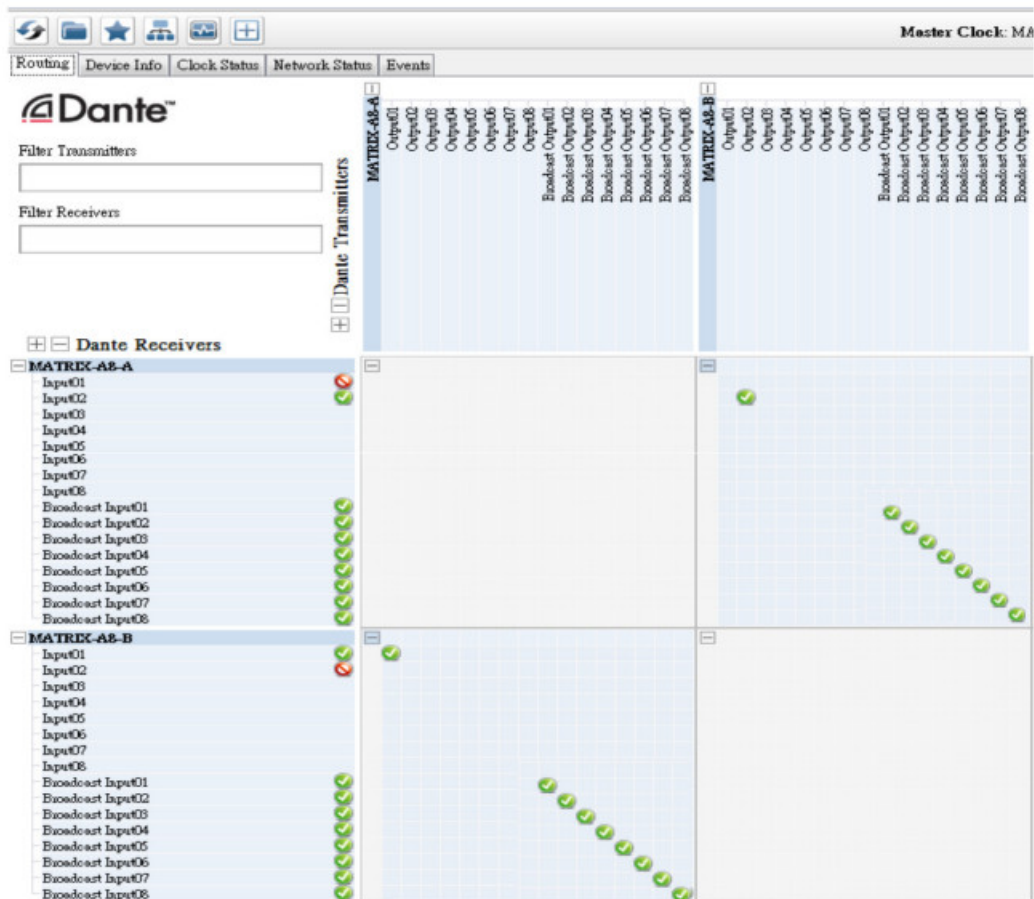 Master Clock: MA
Routing
Device Info
Clock Status
Network Status
Events
Dante™
Filter Transmitters
Filter Receivers
Dante Transmitters
Dante Receivers
MATRIX-A8-A
Output01
Output02
Output03
Output04
Output05
Output06
Output07
Output08
Broadcast Output01
Broadcast Output02
Broadcast Output03
Broadcast Output04
Broadcast Output05
Broadcast Output06
Broadcast Output07
Broadcast Output08
MATRIX-A8-B
Output01
Output02
Output03
Output04
Output05
Output06
Output07
Output08
Broadcast Output01
Broadcast Output02
Broadcast Output03
Broadcast Output04
Broadcast Output05
Broadcast Output06
Broadcast Output07
Broadcast Output08
MATRIX-A8-A
Input01
Input02
Input03
Input04
Input05
Input06
Input07
Input08
Broadcast Input01
Broadcast Input02
Broadcast Input03
Broadcast Input04
Broadcast Input05
Broadcast Input06
Broadcast Input07
Broadcast Input08
MATRIX-A8-B
Input01
Input02
Input03
Input04
Input05
Input06
Input07
Input08
Broadcast Input01
Broadcast Input02
Broadcast Input03
Broadcast Input04
Broadcast Input05
Broadcast Input06
Broadcast Input07
Broadcast Input08